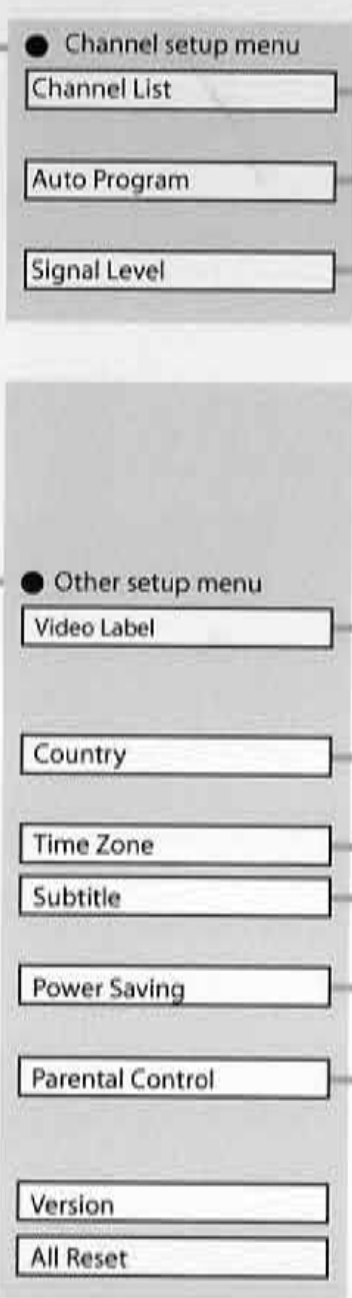 ● Channel setup menu
Channel List
Auto Program
Signal Level
● Other setup menu
Video Label
Country
Time Zone
Subtitle
Power Saving
Parental Control
Version
All Reset